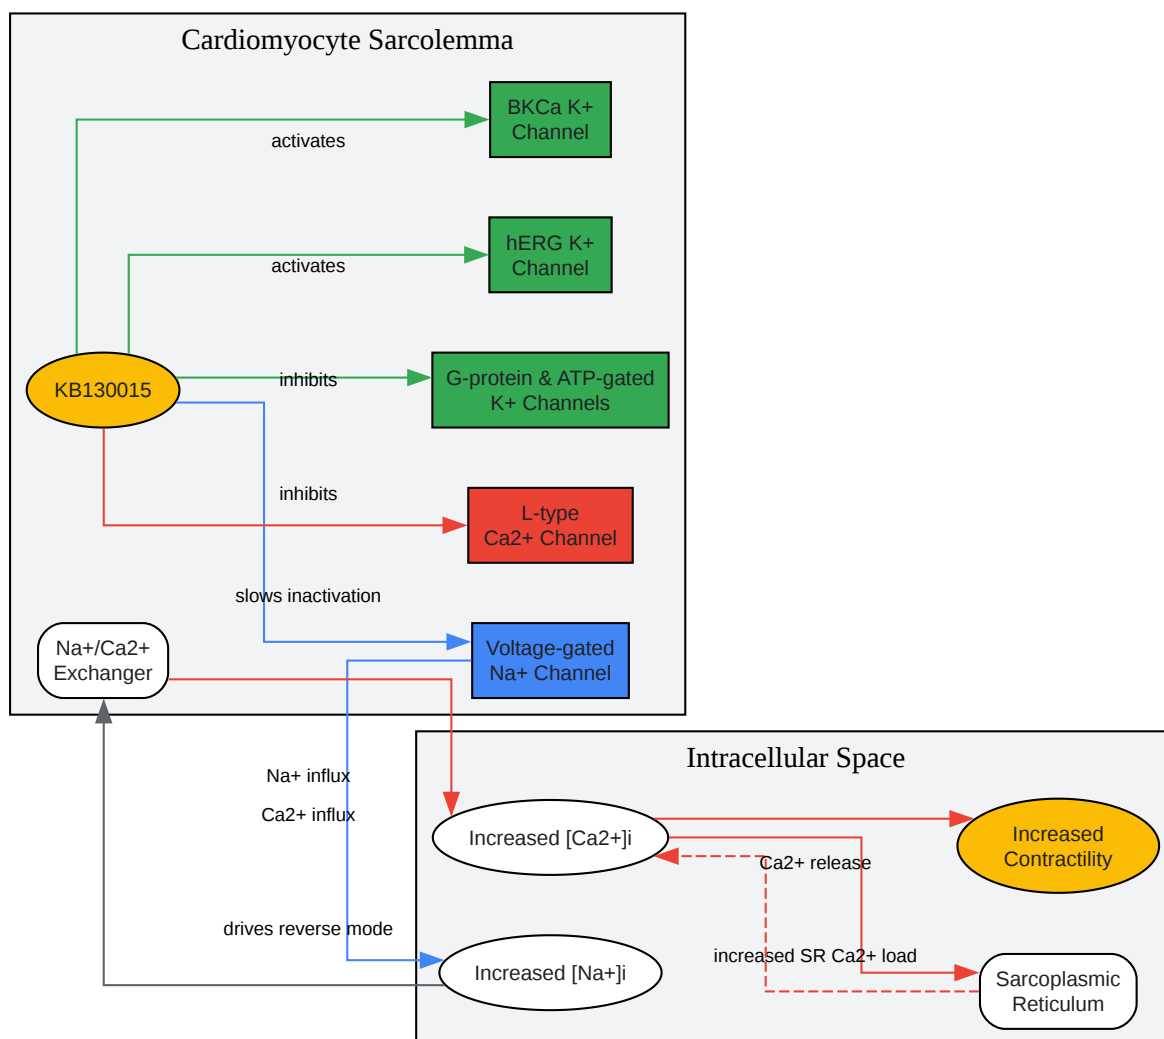 Cardiomyocyte Sarcolemma
BKCa K+
Channel
activates
hERG K+
Channel
activates
KB130015
inhibits
G-protein & ATP-gated
K+ Channels
inhibits
L-type
Ca2+ Channel
slows inactivation
Na+/Ca2+
Exchanger
Voltage-gated
Na+ Channel
Intracellular Space
Na+ influx
Ca2+ influx
Increased [Ca2+]i
Increased
Contractility
Ca2+ release
drives reverse mode
increased SR Ca2+ load
Increased [Na+]i
Sarcoplasmic
Reticulum